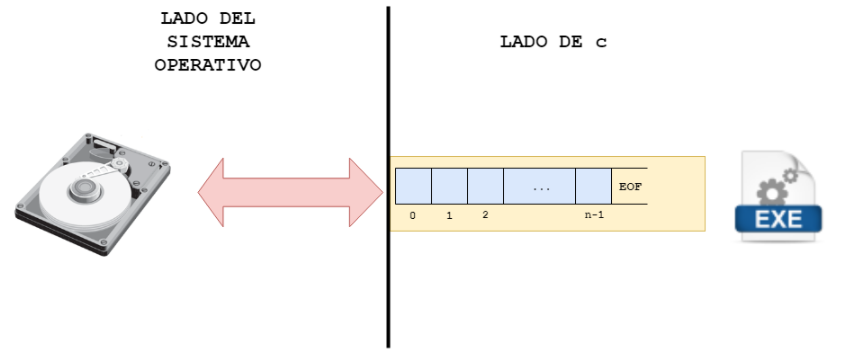 LADO DEL
SISTEMA
OPERATIVO
LADO DE c
... EOF
0 1 2 n-1
EXE